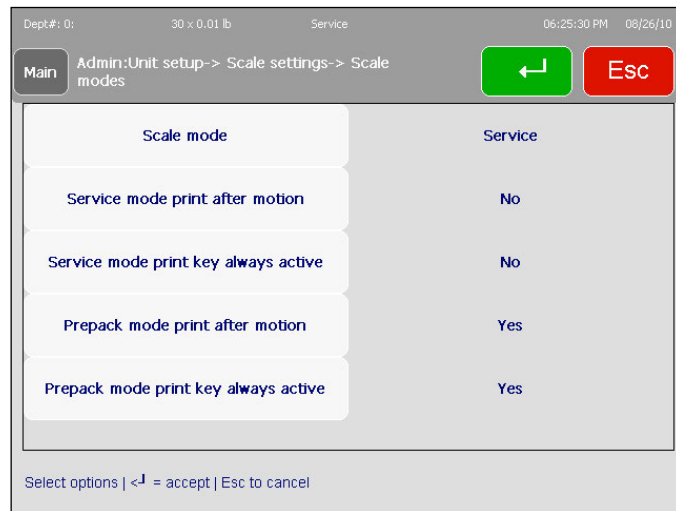 Dept#: 0: 30 x 0.01 lb Service 06:25:30 PM 08/26/10
Main Admin:Unit setup-> Scale settings-> Scale modes
Esc
Scale mode Service
Service mode print after motion No
Service mode print key always active No
Prepack mode print after motion Yes
Prepack mode print key always active Yes
Select options | <┘ = accept | Esc to cancel